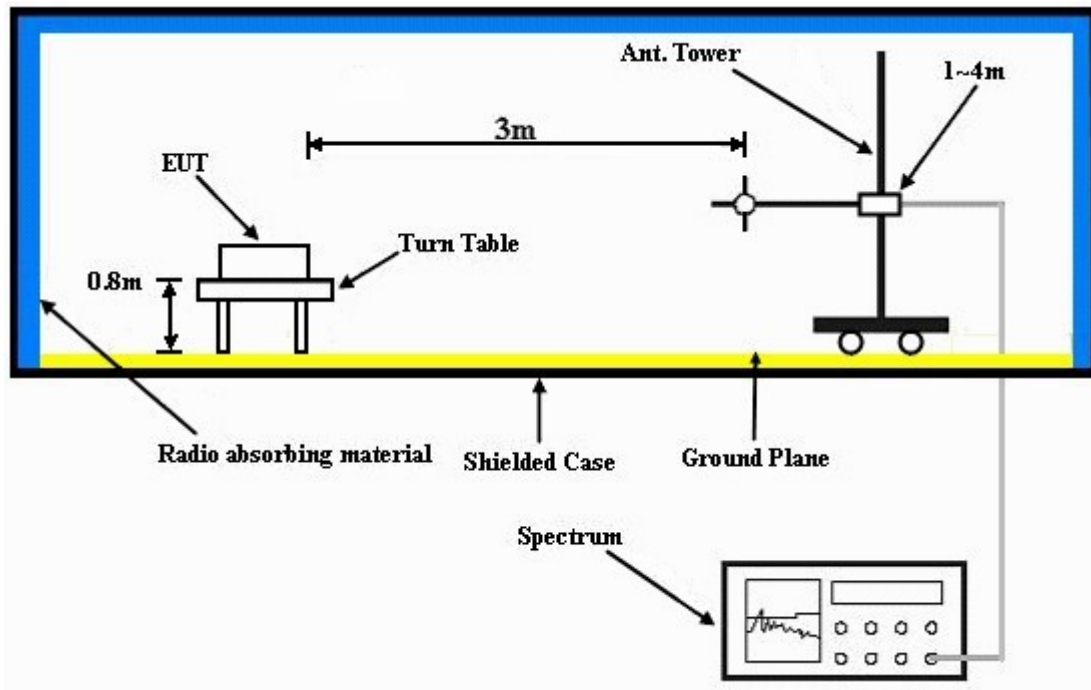 Ant. Tower
1~4m
3m
EUT
Turn Table
0.8m
Radio absorbing material
Shielded Case
Ground Plane
Spectrum